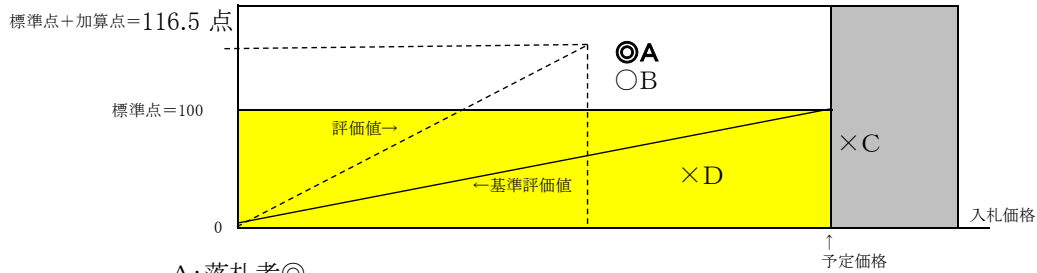 標準点＋加算点＝116.5 点
◎A
○B
標準点＝100
評価値→
×C
×D
←基準評価値
0
入札価格
↑
予定価格
A:落札者◎